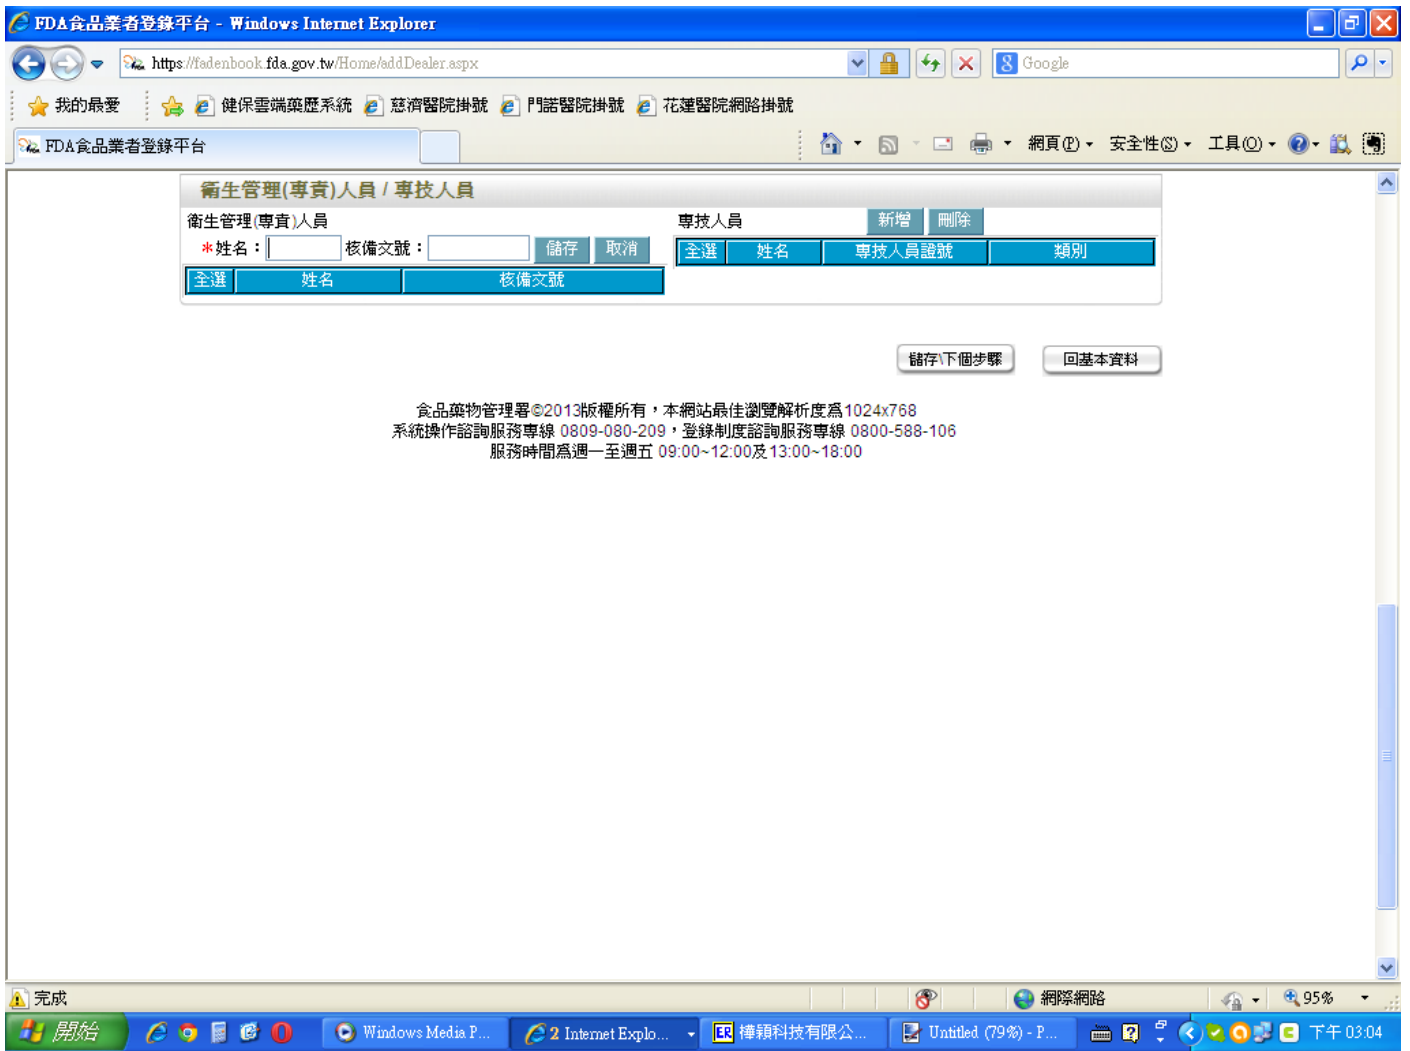 FDA食品業者登錄平台 - Windows Internet Explorer
https://fadenbook.fda.gov.tw/Home/addDealer.aspx
Google
我的最愛 健保雲端藥歷系統 慈濟醫院掛號 門諾醫院掛號 花蓮醫院網路掛號
FDA食品業者登錄平台
網頁(P) 安全性(S) 工具(O)
衛生管理(專責)人員 / 專技人員
衛生管理(專責)人員
專技人員 新增 刪除
*姓名： 核備文號： 儲存 取消
全選 姓名 專技人員證號 類別
全選 姓名 核備文號
儲存\下個步驟 回基本資料
食品藥物管理署©2013版權所有，本網站最佳瀏覽解析度為1024x768
系統操作諮詢服務專線 0809-080-209，登錄制度諮詢服務專線 0800-588-106
服務時間為週一至週五 09:00~12:00及13:00~18:00
完成 網際網路 95%
開始 Windows Media P... 2 Internet Explo... ER 樺穎科技有限公... Untitled (79%) - P... 下午 03:04